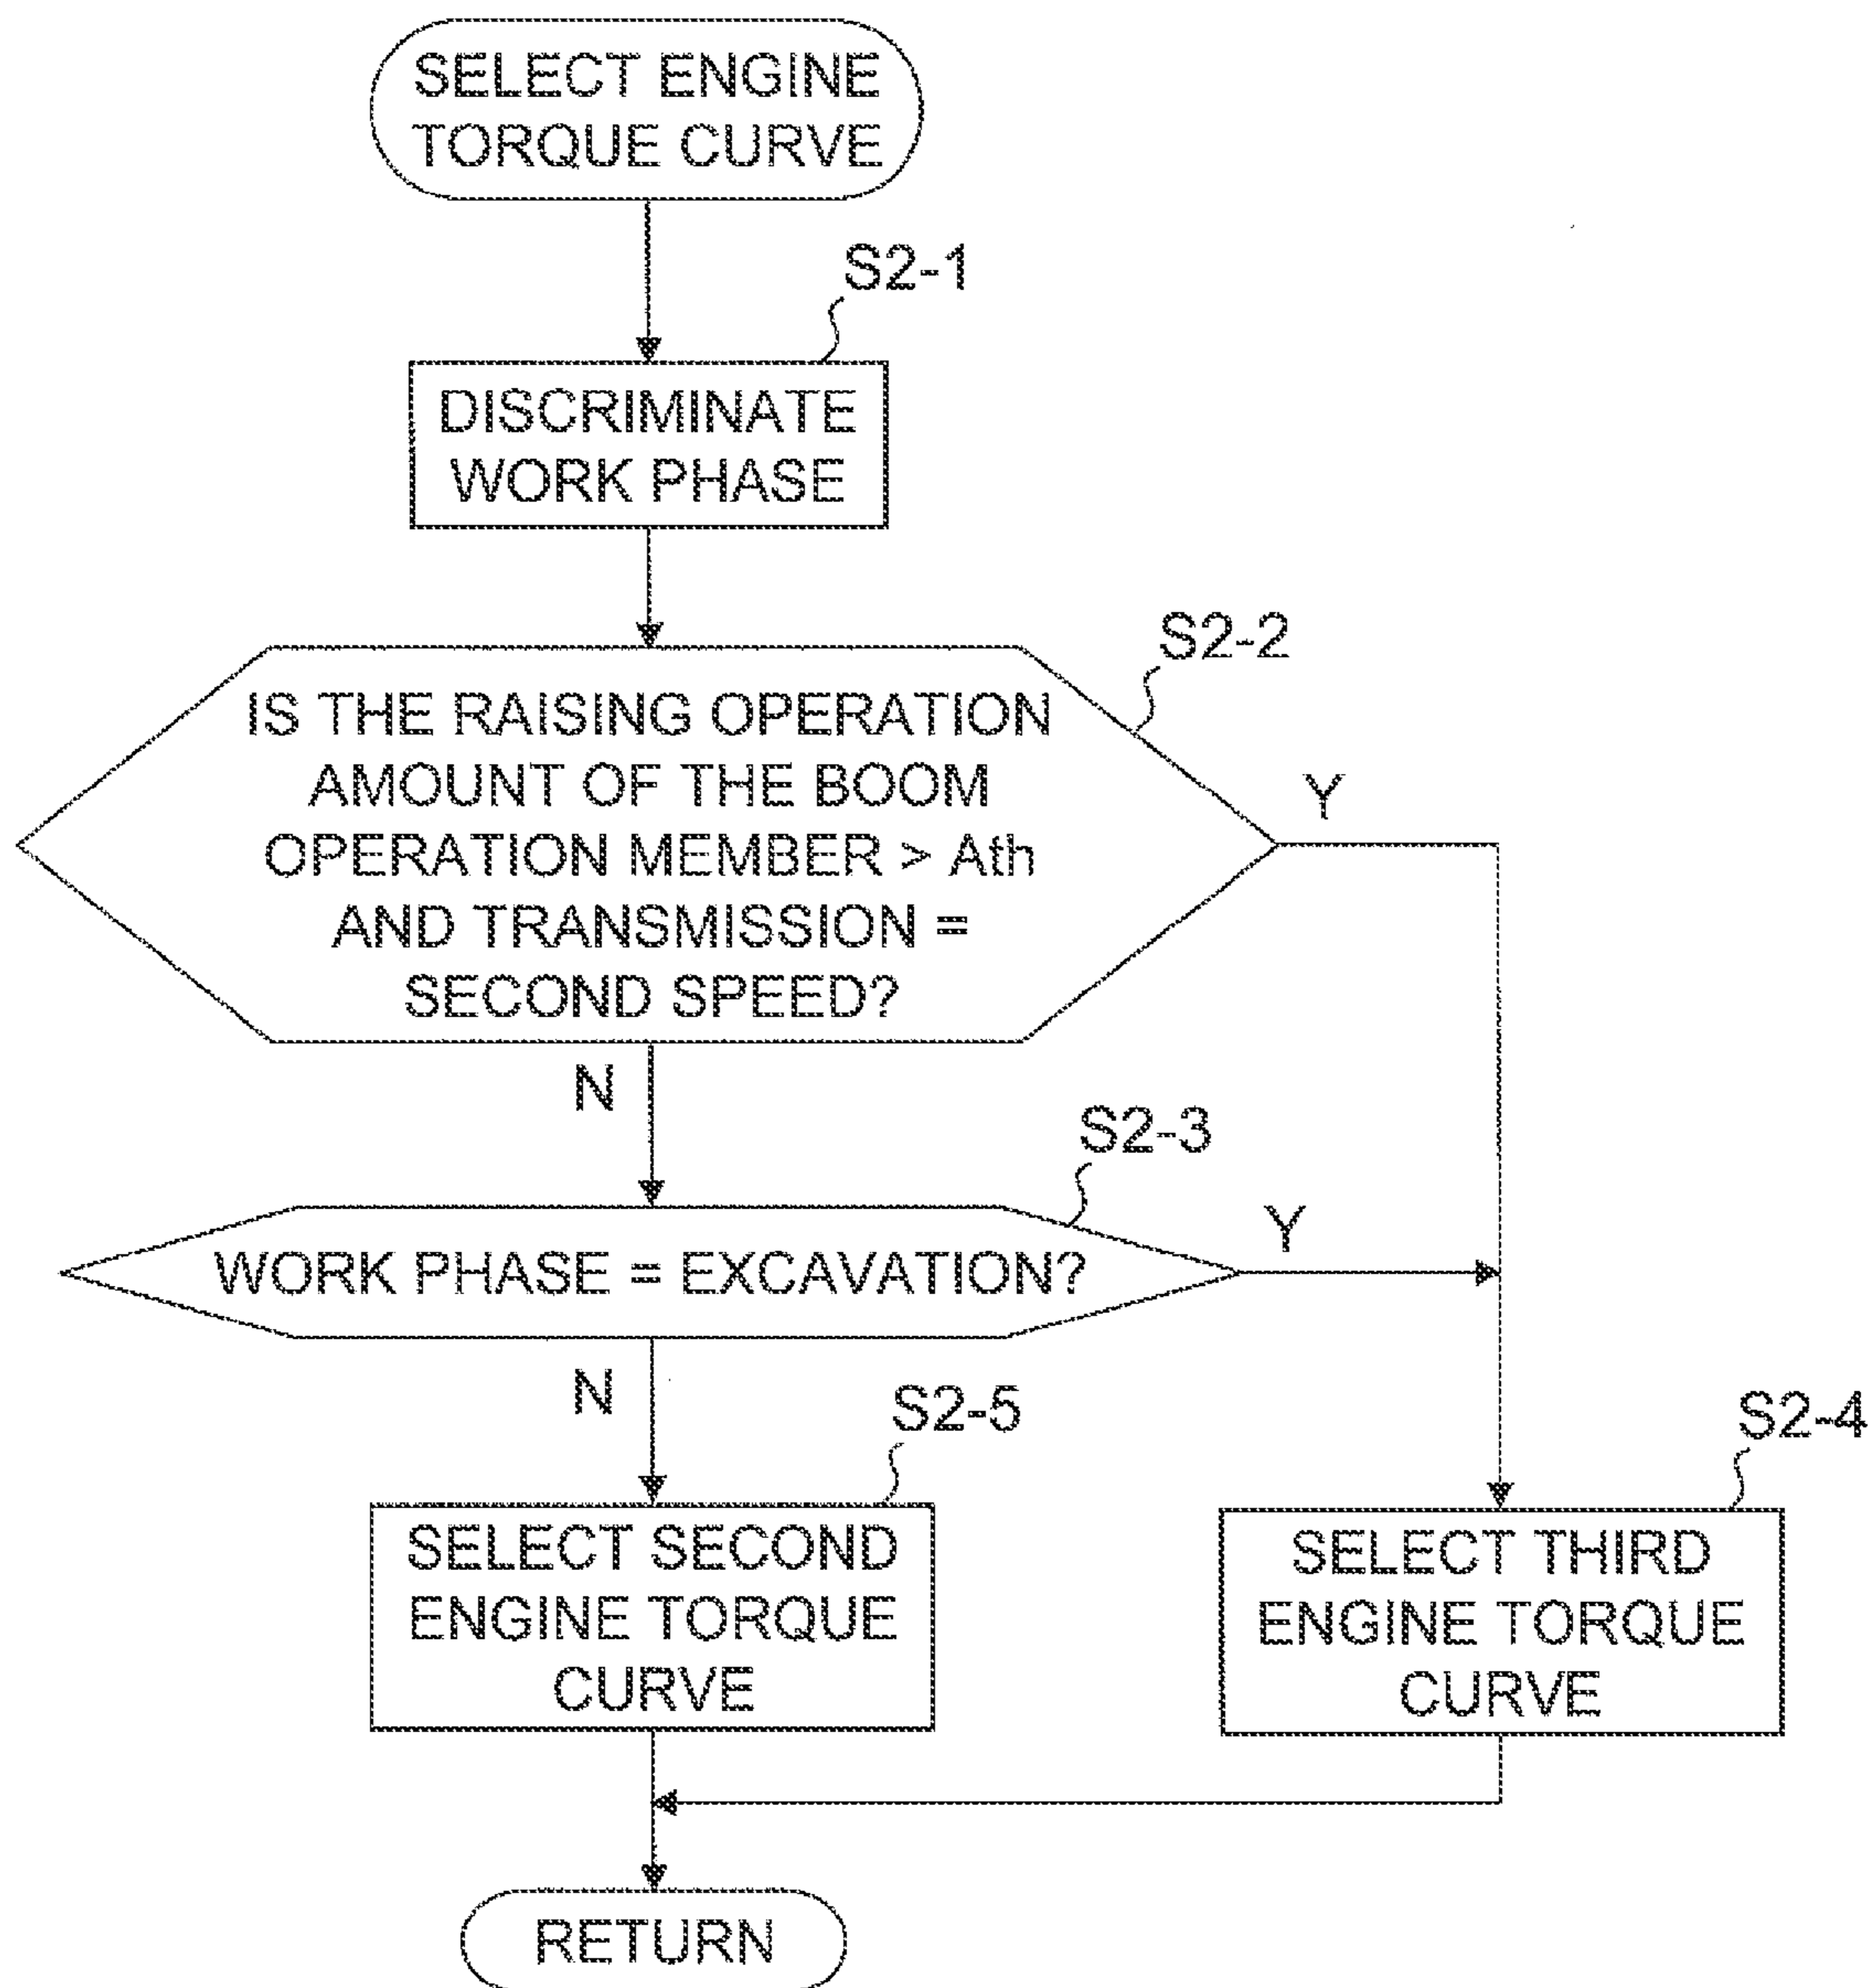 SELECT ENGINE
TORQUE CURVE
S2-1
DISCRIMINATE
WORK PHASE
S2-2
IS THE RAISING OPERATION
AMOUNT OF THE BOOM
OPERATION MEMBER > Ath
AND TRANSMISSION =
SECOND SPEED?
Y
N
S2-3
WORK PHASE = EXCAVATION?
Y
N
S2-5
SELECT SECOND
ENGINE TORQUE
CURVE
S2-4
SELECT THIRD
ENGINE TORQUE
CURVE
RETURN